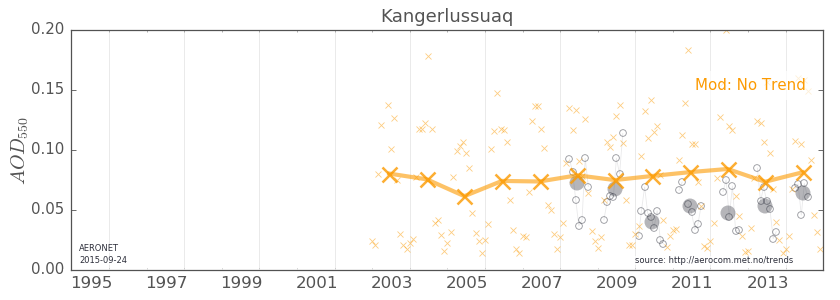 Kangerlussuaq
0.20
0.15
0.10
0.05
0.00
AOD550
Mod: No Trend
AERONET
2015-09-24
source: http://aerocom.met.no/trends
1995 1997 1999 2001 2003 2005 2007 2009 2011 2013